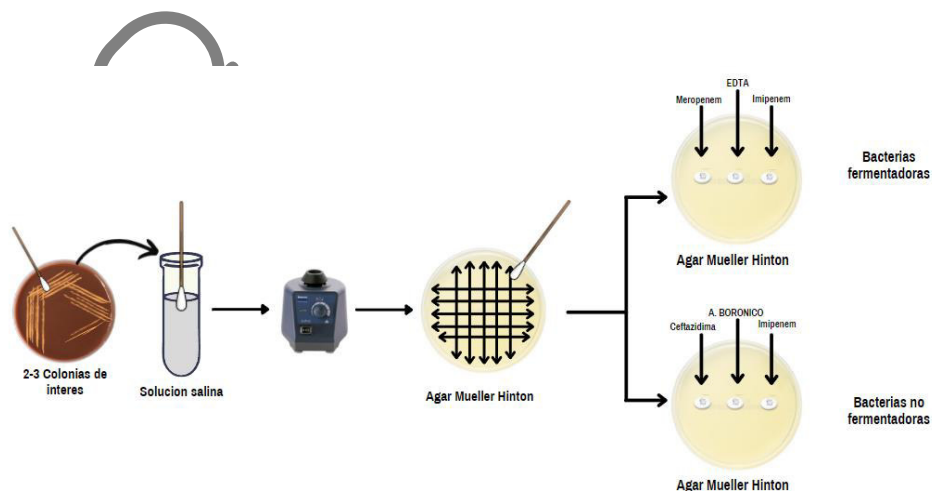 EDTA
Meropenem
Imipenem
Bacterias
fermentadoras
Agar Mueller Hinton
2-3 Colonias de
interes
Solucion salina
Agar Mueller Hinton
A. BORONICO
Ceffazidima
Imipenem
Bacterias no
fermentadoras
Agar Mueller Hinton